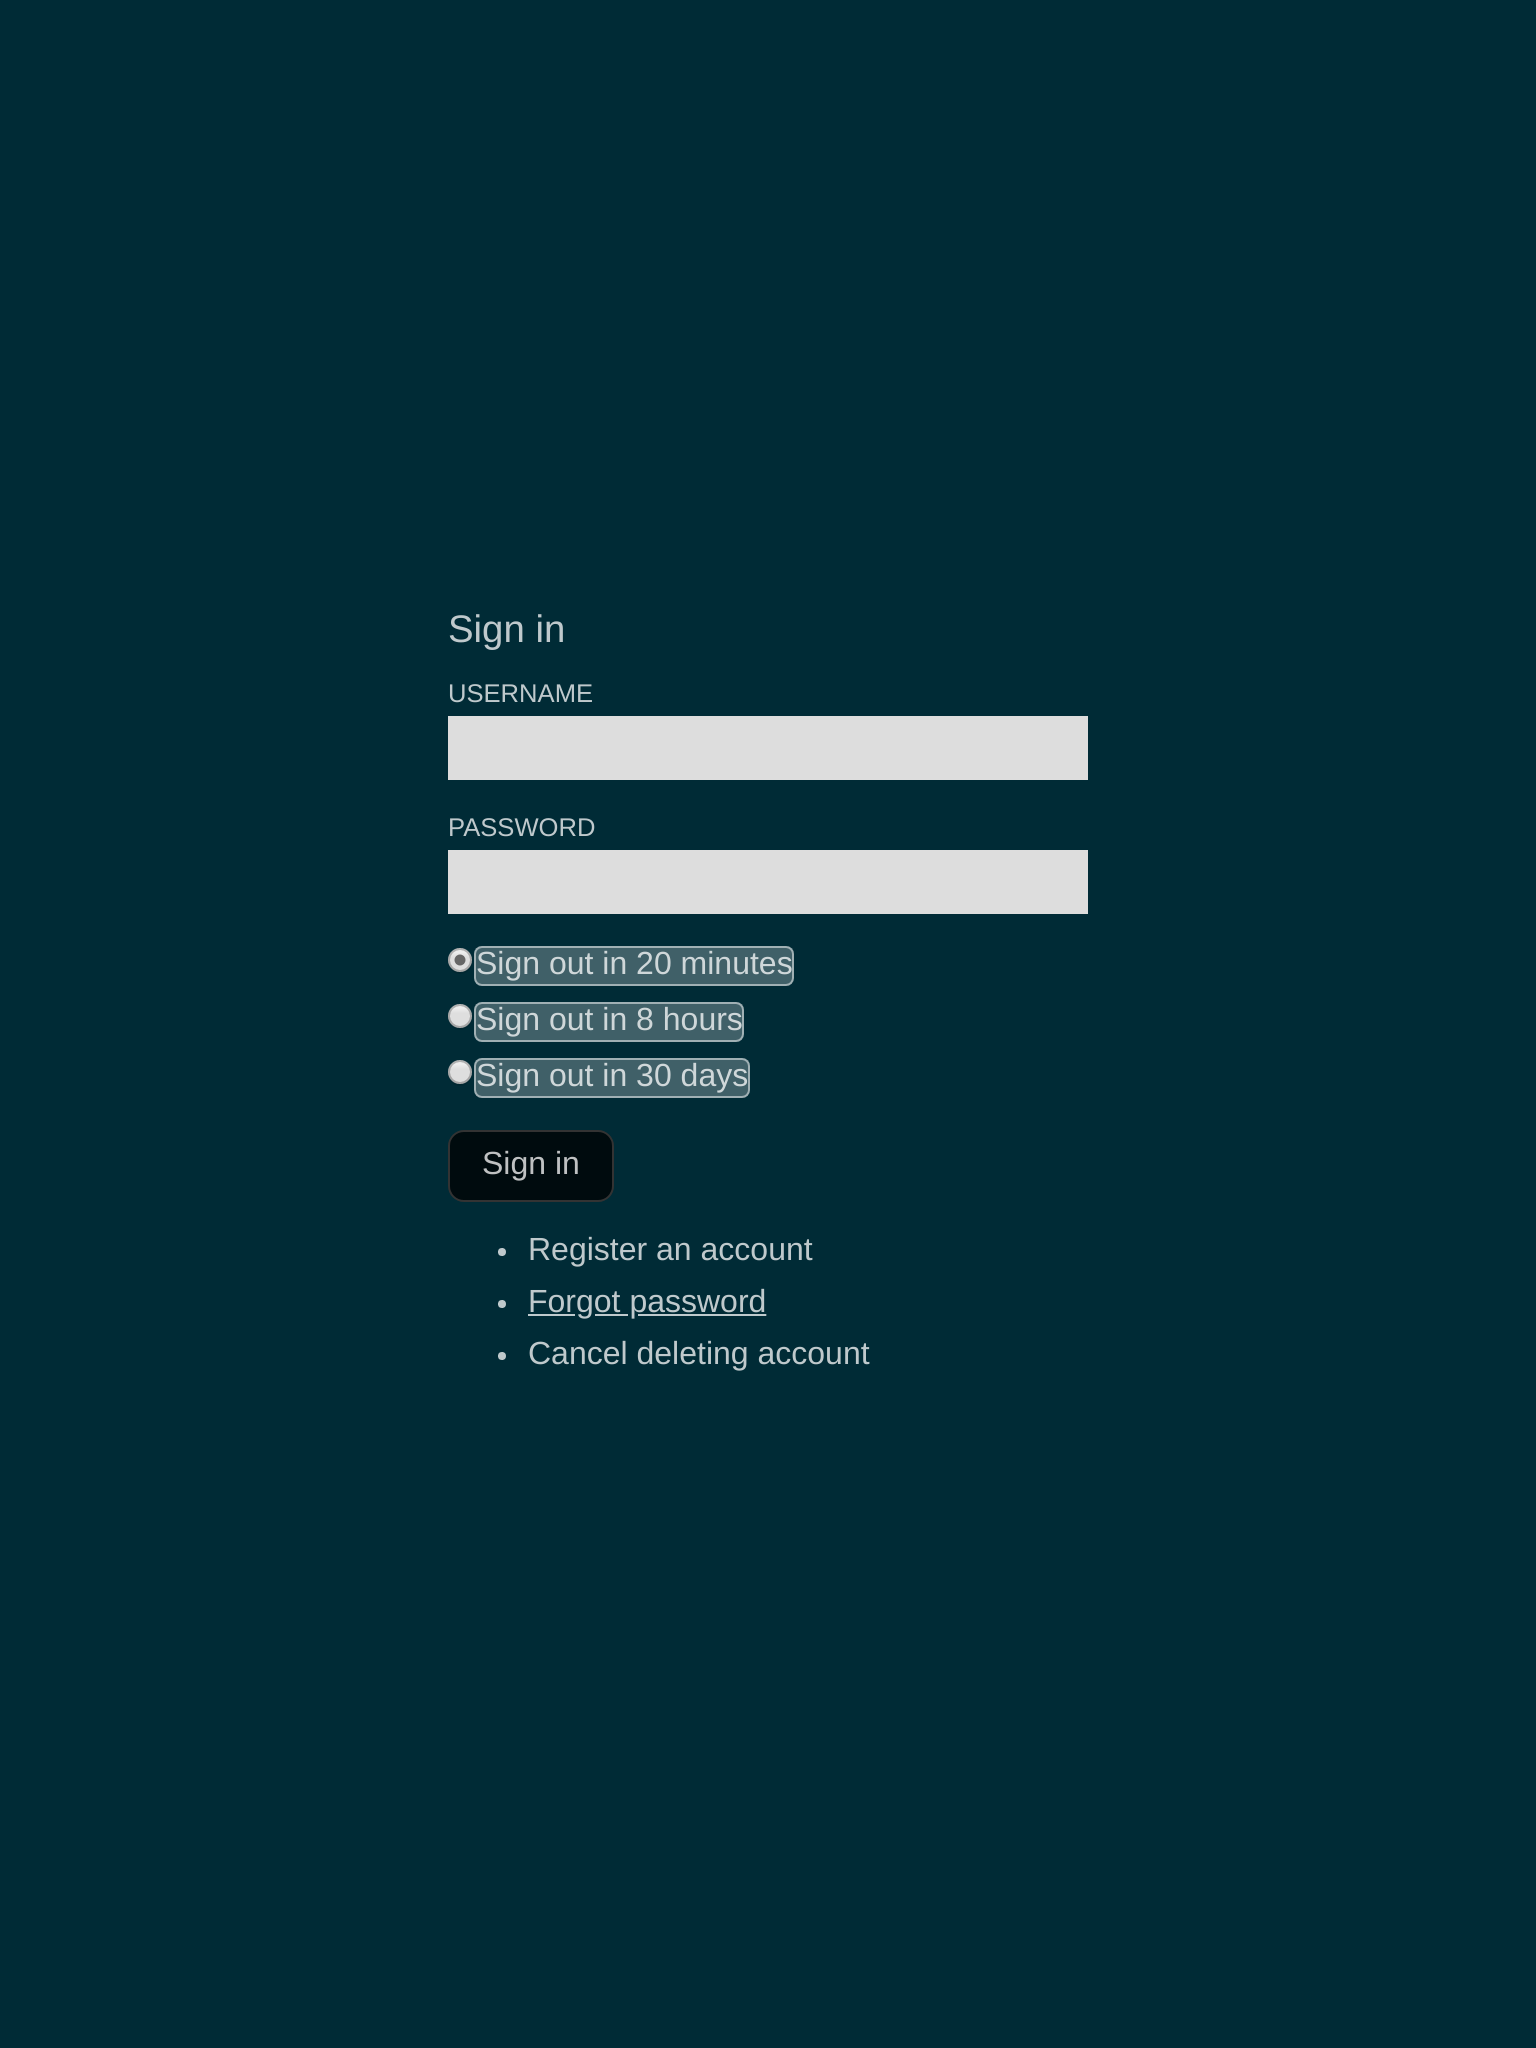 Sign in
USERNAME
PASSWORD
Sign out in 20 minutes
Sign out in 8 hours
Sign out in 30 days
Sign in
Register an account
Forgot password
Cancel deleting account